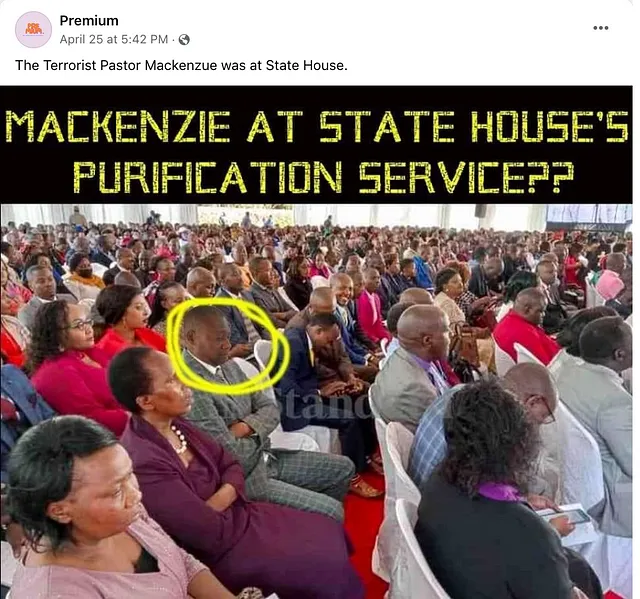 Premium
April 25 at 5:42 PM
The Terrorist Pastor Mackenzue was at State House.
MACKENZIE AT STATE HOUSE'S
PURIFICATION SERVICE??